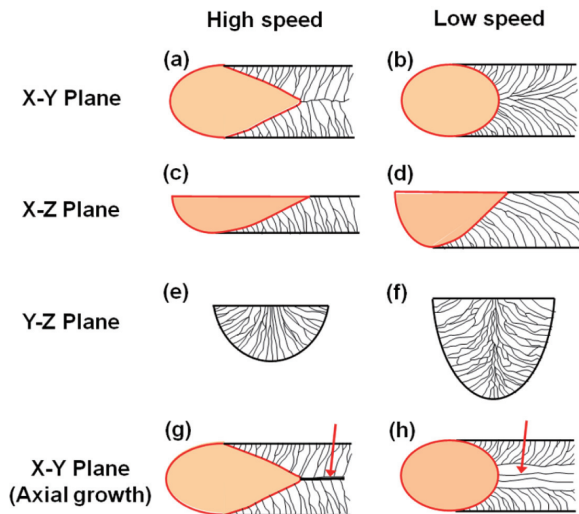 High speed
Low speed
(a)
(b)
X-Y Plane
(c)
(d)
X-Z Plane
(e)
(f)
Y-Z Plane
(g)
(h)
X-Y Plane
(Axial growth)